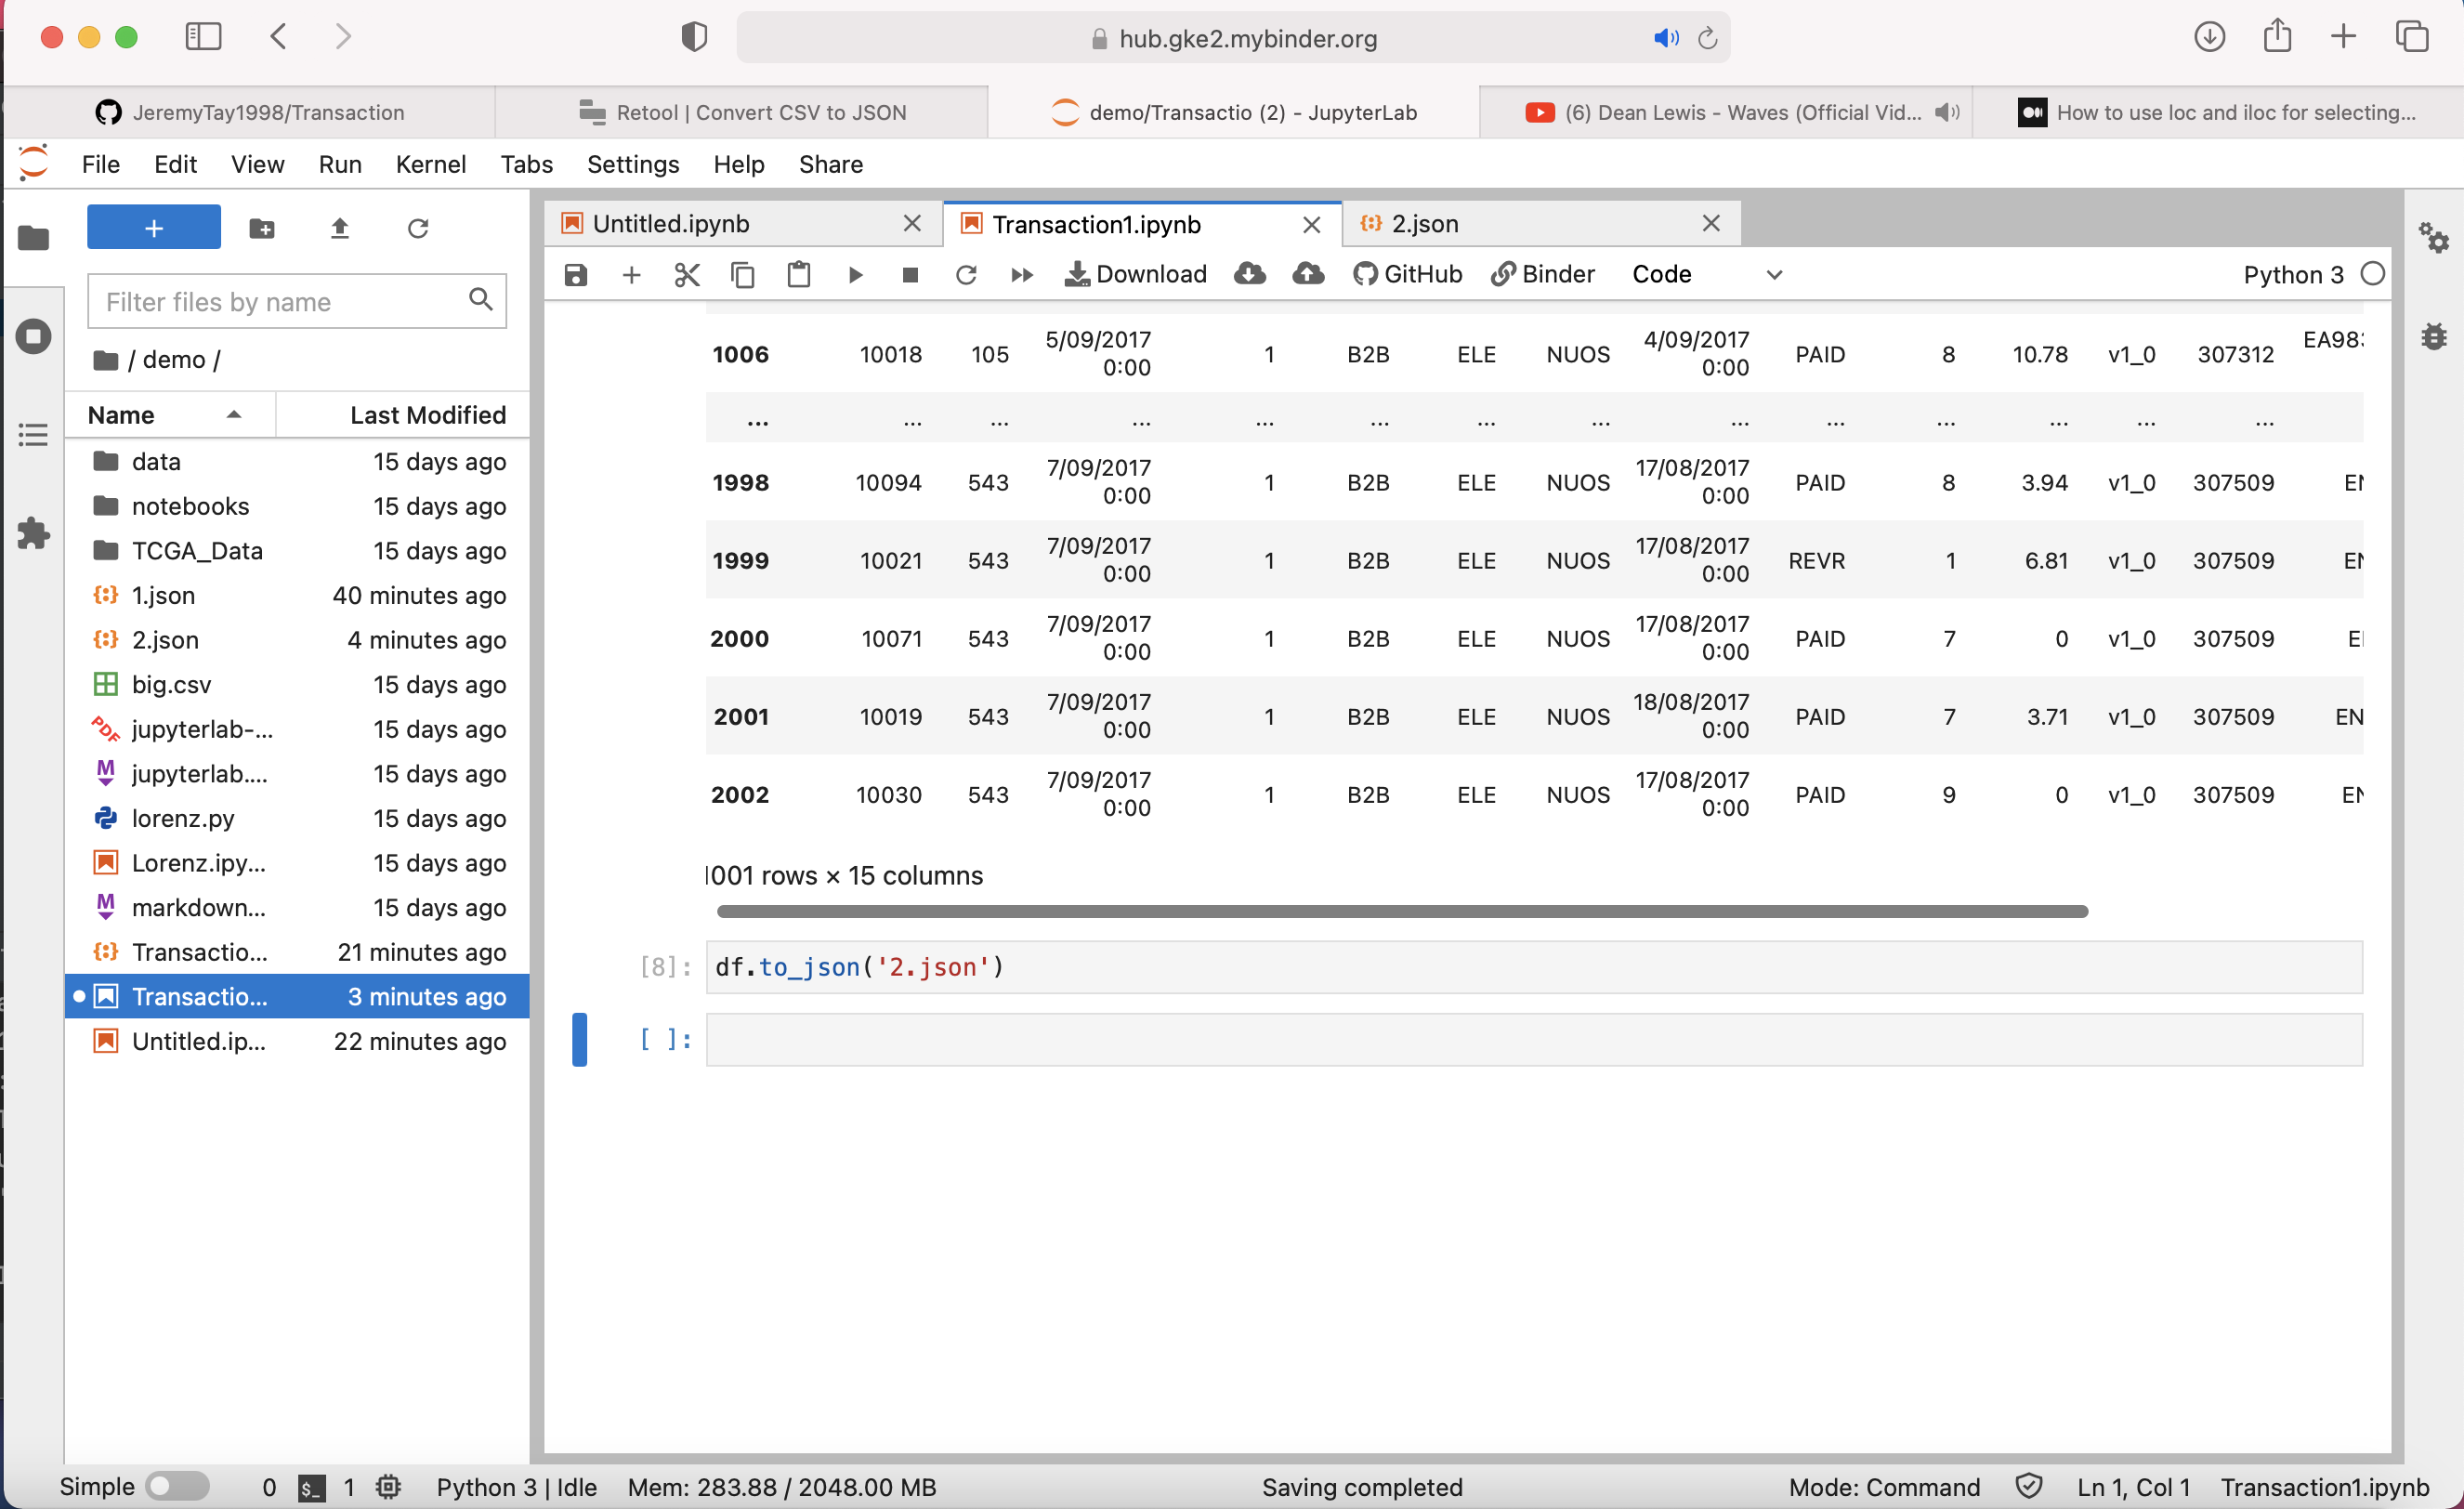 hub.gke2.mybinder.org
JeremyTay1998/Transaction
Retool | Convert CSV to JSON
demo/Transactio (2) - JupyterLab
(6) Dean Lewis - Waves (Official Vid...
How to use loc and iloc for selecting...
File Edit View Run Kernel Tabs Settings Help Share
Untitled.ipynb
Transaction1.ipynb
2.json
Download GitHub Binder Code Python 3
Filter files by name
/ demo /
Name Last Modified
data 15 days ago
notebooks 15 days ago
TCGA_Data 15 days ago
1.json 40 minutes ago
2.json 4 minutes ago
big.csv 15 days ago
jupyterlab-... 15 days ago
jupyterlab.... 15 days ago
lorenz.py 15 days ago
Lorenz.ipy... 15 days ago
markdown... 15 days ago
Transactio... 21 minutes ago
Transactio... 3 minutes ago
Untitled.ip... 22 minutes ago
1006 10018 105 5/09/2017 0:00 1 B2B ELE NUOS 4/09/2017 0:00 PAID 8 10.78 v1_0 307312 EA983
... ... ... ... ... ... ... ... ... ... ... ... ... ...
1998 10094 543 7/09/2017 0:00 1 B2B ELE NUOS 17/08/2017 0:00 PAID 8 3.94 v1_0 307509
1999 10021 543 7/09/2017 0:00 1 B2B ELE NUOS 17/08/2017 0:00 REVR 1 6.81 v1_0 307509
2000 10071 543 7/09/2017 0:00 1 B2B ELE NUOS 17/08/2017 0:00 PAID 7 0 v1_0 307509
2001 10019 543 7/09/2017 0:00 1 B2B ELE NUOS 18/08/2017 0:00 PAID 7 3.71 v1_0 307509 EN
2002 10030 543 7/09/2017 0:00 1 B2B ELE NUOS 17/08/2017 0:00 PAID 9 0 v1_0 307509
1001 rows × 15 columns
[8]: df.to_json('2.json')
[ ]:
Simple 0 1 Python 3 | Idle Mem: 283.88 / 2048.00 MB Saving completed Mode: Command Ln 1, Col 1 Transaction1.ipynb